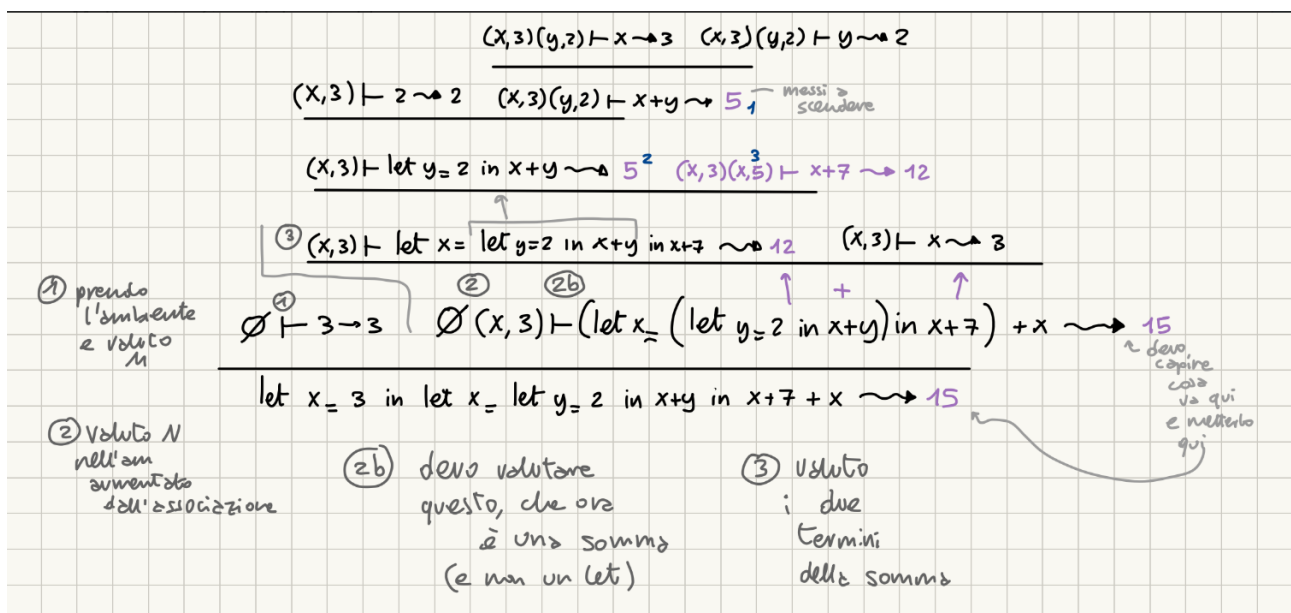 (x,3)(y,2) ⊢ x ⇝ 3   (x,3)(y,2) ⊢ y ⇝ 2
(x,3) ⊢ 2 ⇝ 2   (x,3)(y,2) ⊢ x+y ⇝ 5 1 messi a
scendere
(x,3) ⊢ let y=2 in x+y ⇝ 5 2   (x,3)(x,5) 3 ⊢ x+7 ⇝ 12
③ (x,3) ⊢ let x= let y=2 in x+y in x+7 ⇝ 12   (x,3) ⊢ x ⇝ 3
② 2b ↑ + ↑
① ∅ ⊢ 3 → 3   ∅ (x,3) ⊢ (let x= (let y=2 in x+y) in x+7) + x ⇝ 15
let x= 3 in let x= let y= 2 in x+y in x+7 + x ⇝ 15
① prendo
l'ambiente
e valuto
M
devo
capire
cosa
va qui
e metterlo
qui
② valuto N
nell'am
aumentato
dall'associazione
2b devo valutare
questo, che ora
è una somma
(e non un let)
③ valuto
i due
termini
della somma